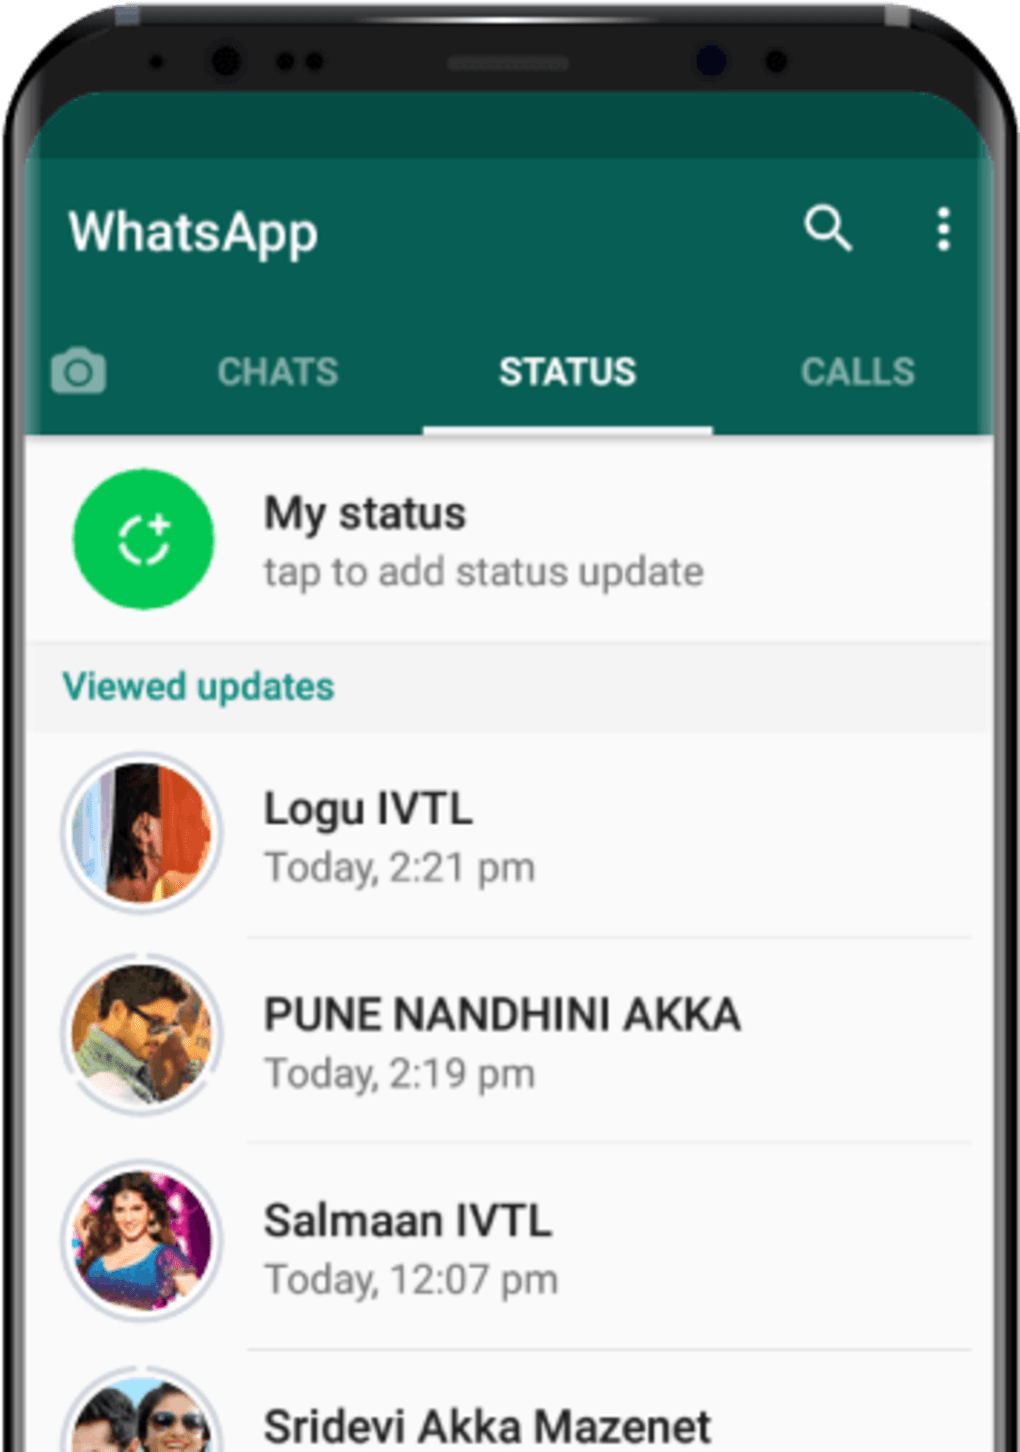 WhatsApp
CHATS STATUS CALLS
My status
tap to add status update
Viewed updates
Logu IVTL
Today, 2:21 pm
PUNE NANDHINI AKKA
Today, 2:19 pm
Salmaan IVTL
Today, 12:07 pm
Sridevi Akka Mazenet